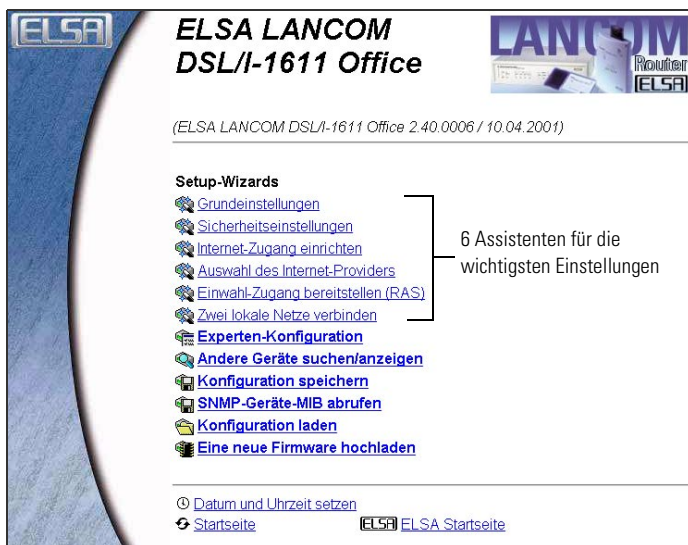 ELSA
ELSA LANCOM
DSL/I-1611 Office
LANCOM
Router
ELSA
(ELSA LANCOM DSL/I-1611 Office 2.40.0006 / 10.04.2001)
Setup-Wizards
Grundeinstellungen
Sicherheitseinstellungen
Internet-Zugang einrichten
Auswahl des Internet-Providers
Einwahl-Zugang bereitstellen (RAS)
Zwei lokale Netze verbinden
6 Assistenten für die
wichtigsten Einstellungen
Experten-Konfiguration
Andere Geräte suchen/anzeigen
Konfiguration speichern
SNMP-Geräte-MIB abrufen
Konfiguration laden
Eine neue Firmware hochladen
Datum und Uhrzeit setzen
Startseite
ELSA ELSA Startseite